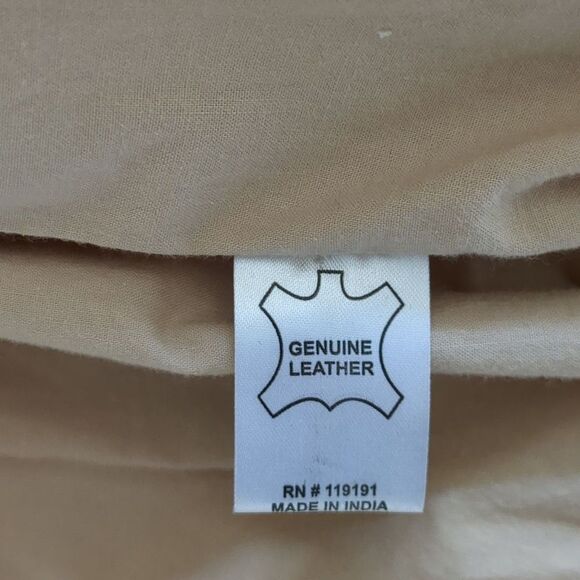 GENUINE
LEATHER
RN # 119191
MADE IN INDIA